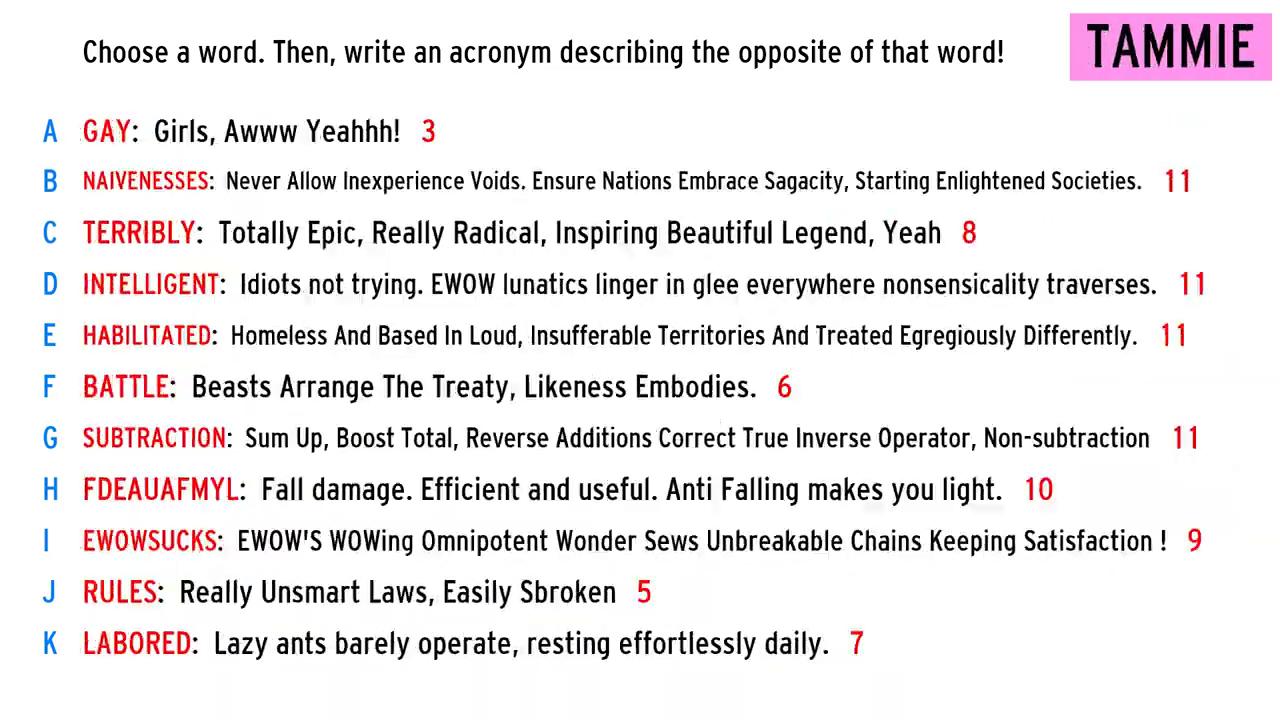 Choose a word. Then, write an acronym describing the opposite of that word!
TAMMIE
A GAY: Girls, Awww Yeahhh! 3
B NAIVENESSES: Never Allow Inexperience Voids. Ensure Nations Embrace Sagacity, Starting Enlightened Societies. 11
C TERRIBLY: Totally Epic, Really Radical, Inspiring Beautiful Legend, Yeah 8
D INTELLIGENT: Idiots not trying. EWOW lunatics linger in glee everywhere nonsensicality traverses. 11
E HABILITATED: Homeless And Based In Loud, Insufferable Territories And Treated Egregiously Differently. 11
F BATTLE: Beasts Arrange The Treaty, Likeness Embodies. 6
G SUBTRACTION: Sum Up, Boost Total, Reverse Additions Correct True Inverse Operator, Non-subtraction 11
H FDEAUAFMYL: Fall damage. Efficient and useful. Anti Falling makes you light. 10
I EWOWSUCKS: EWOW'S WOWing Omnipotent Wonder Sews Unbreakable Chains Keeping Satisfaction ! 9
J RULES: Really Unsmart Laws, Easily Sbroken 5
K LABORED: Lazy ants barely operate, resting effortlessly daily. 7